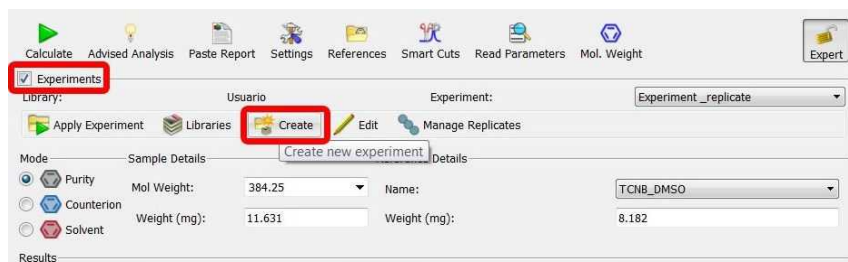 Calculate Advised Analysis Paste Report Settings References Smart Cuts Read Parameters Mol. Weight Expert
Experiments
Library: Usuario Experiment: Experiment _replicate
Apply Experiment Libraries Create Edit Manage Replicates
Create new experiment
Mode Sample Details Details
Purity Mol Weight: 384.25 Name: TCNB_DMSO
Counterion
Weight (mg): 11.631 Weight (mg): 8.182
Solvent
Results